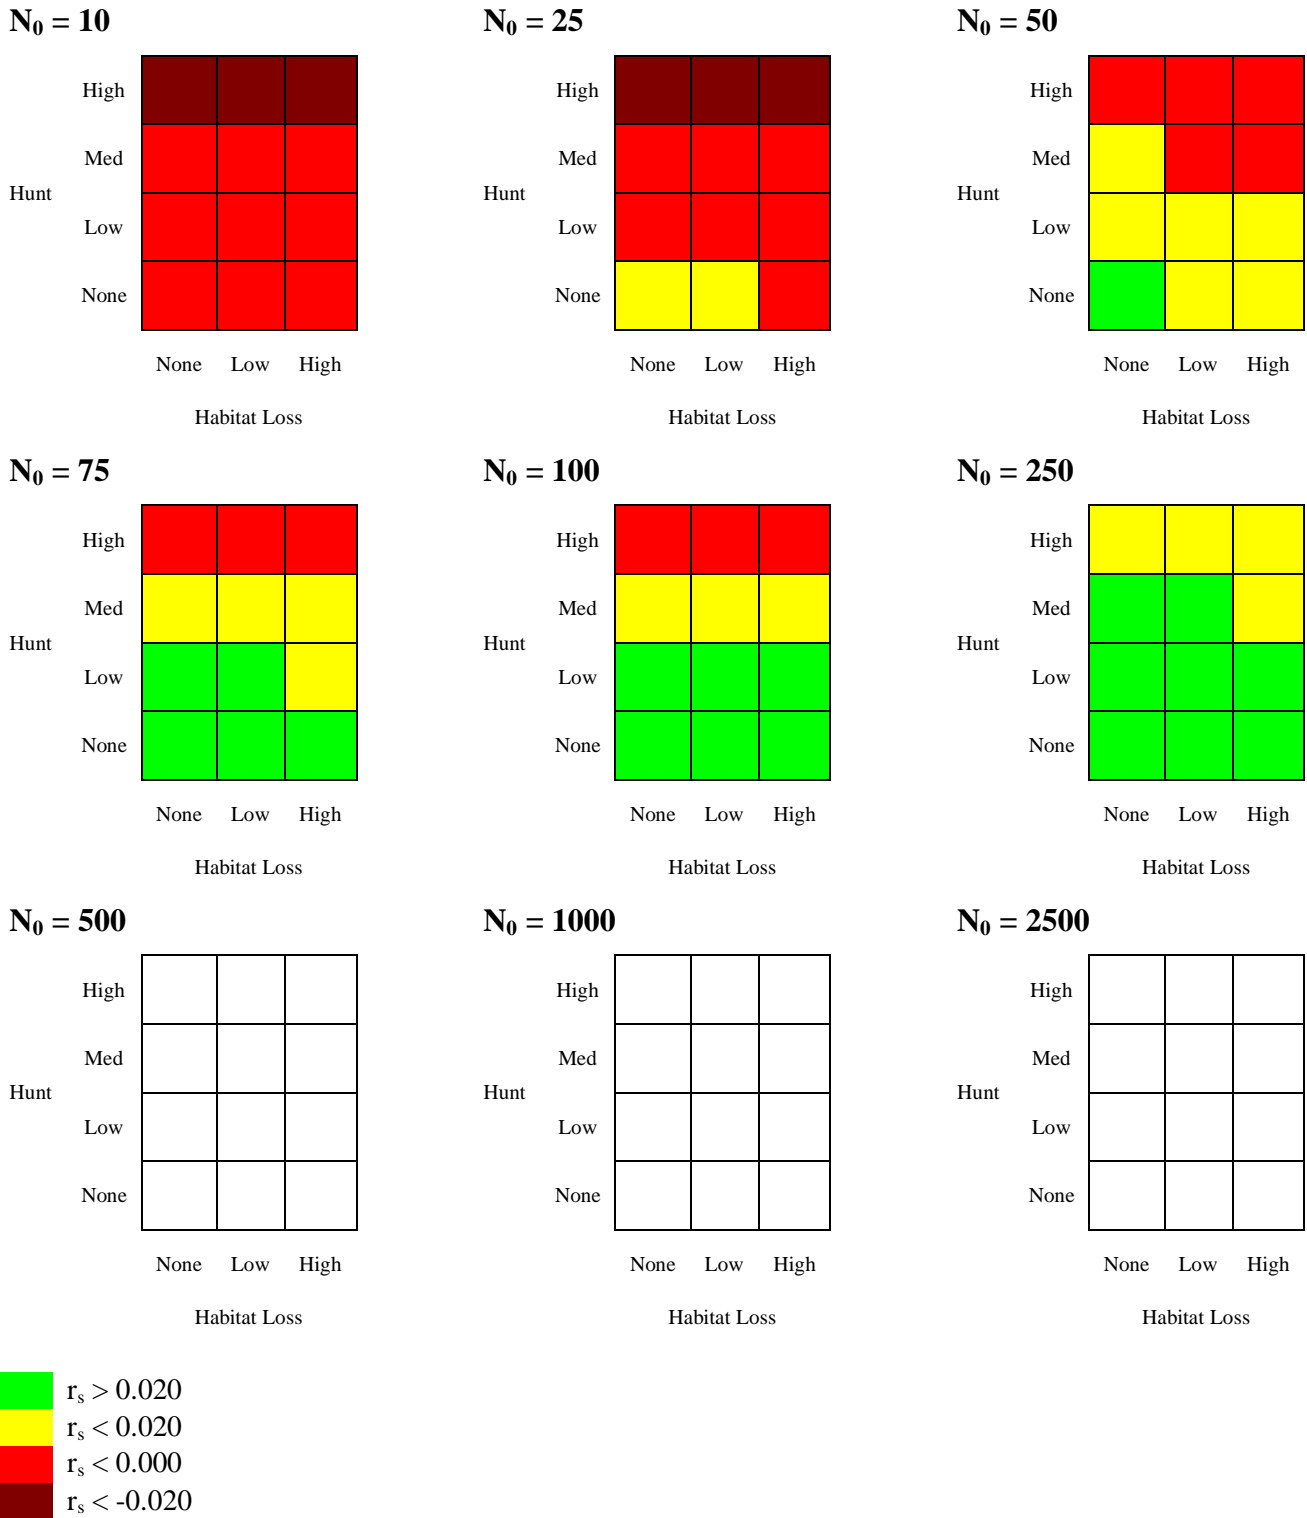 N₀ = 10
N₀ = 25
N₀ = 50
High
High
High
Med
Med
Med
Hunt
Hunt
Hunt
Low
Low
Low
None
None
None
None Low High
None Low High
None Low High
Habitat Loss
Habitat Loss
Habitat Loss
N₀ = 75
N₀ = 100
N₀ = 250
High
High
High
Med
Med
Med
Hunt
Hunt
Hunt
Low
Low
Low
None
None
None
None Low High
None Low High
None Low High
Habitat Loss
Habitat Loss
Habitat Loss
N₀ = 500
N₀ = 1000
N₀ = 2500
High
High
High
Med
Med
Med
Hunt
Hunt
Hunt
Low
Low
Low
None
None
None
None Low High
None Low High
None Low High
Habitat Loss
Habitat Loss
Habitat Loss
rₛ > 0.020
rₛ < 0.020
rₛ < 0.000
rₛ < -0.020